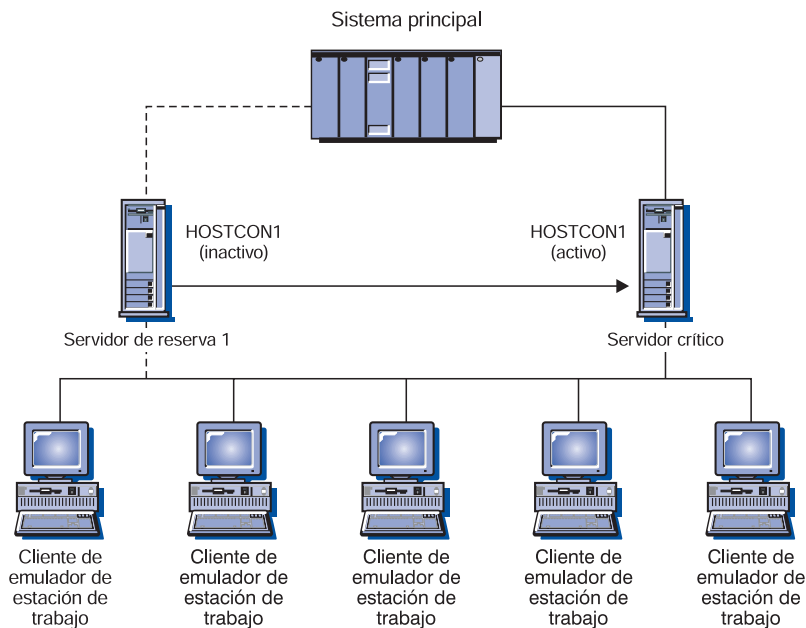 Sistema principal
HOSTCON1
(inactivo)
HOSTCON1
(activo)
Servidor de reserva 1
Servidor crítico
Cliente de
emulador de
estación de
trabajo
Cliente de
emulador de
estación de
trabajo
Cliente de
emulador de
estación de
trabajo
Cliente de
emulador de
estación de
trabajo
Cliente de
emulador de
estación de
trabajo